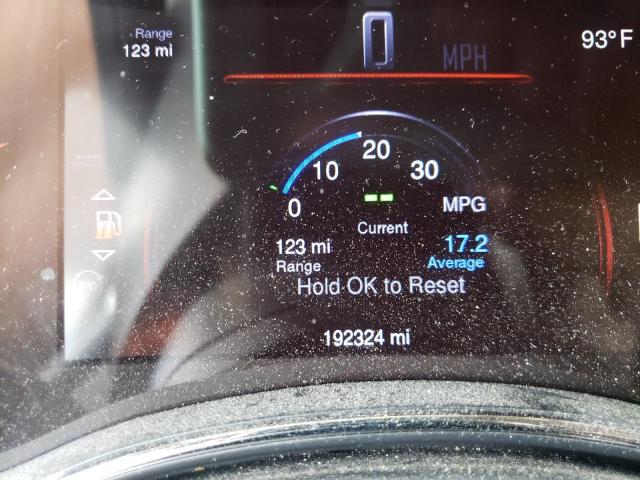 Range
123 mi
0
MPH
93°F
20
10
30
0
--
MPG
Current
123 mi
17.2
Range
Average
Hold OK to Reset
192324 mi